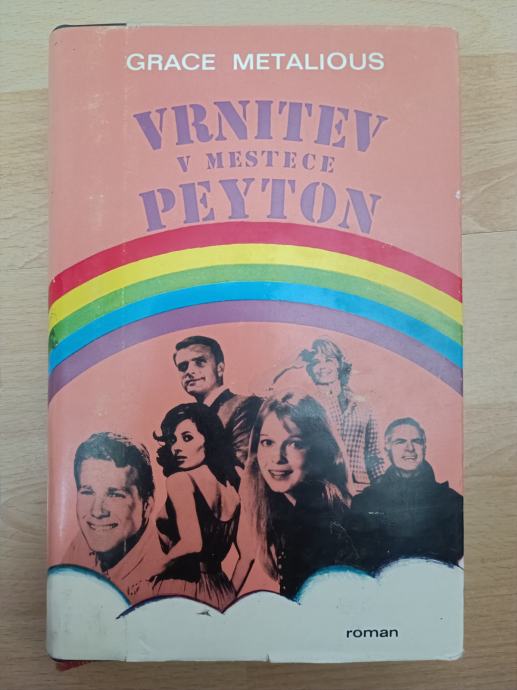 GRACE METALIOUS
VRNITEV
V MESTECE
PEYTON
roman